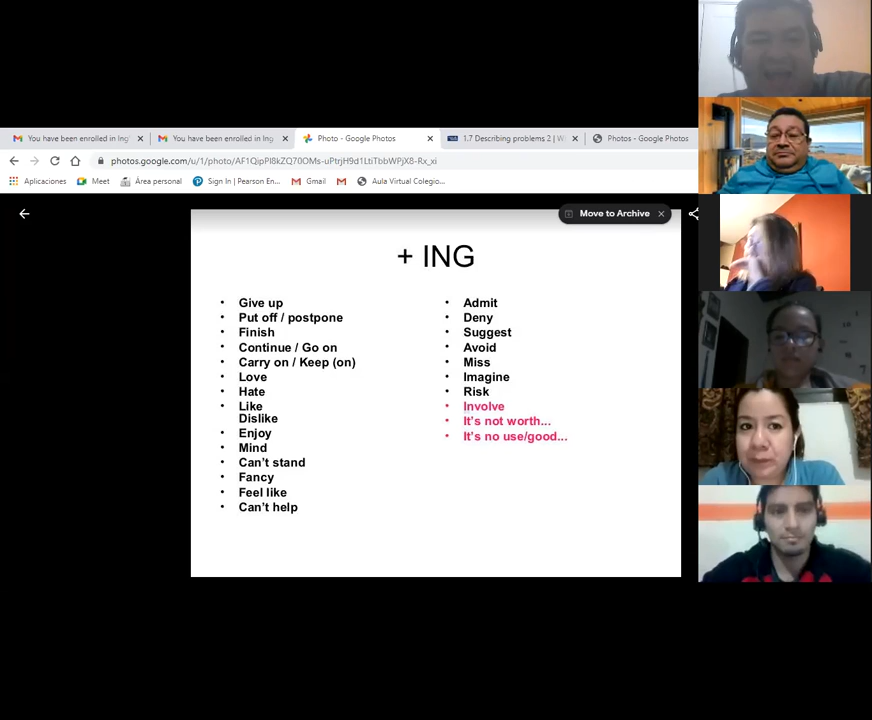 You have been enrolled in Ing
You have been enrolled in Ing
Photo - Google Photos
1.7 Describing problems 2 | W
Photos - Google Photos
photos.google.com/u/1/photo/AF1QipPl8kZQ70OMs-uPtrjH9d1LtiTbbWPjX8-Rx_xi
Aplicaciones
Meet
Área personal
Sign In | Pearson En...
Gmail
Aula Virtual Colegio...
Move to Archive
+ ING
• Give up
• Put off / postpone
• Finish
• Continue / Go on
• Carry on / Keep (on)
• Love
• Hate
• Like
Dislike
• Enjoy
• Mind
• Can't stand
• Fancy
• Feel like
• Can't help
• Admit
• Deny
• Suggest
• Avoid
• Miss
• Imagine
• Risk
• Involve
• It's not worth...
• It's no use/good...